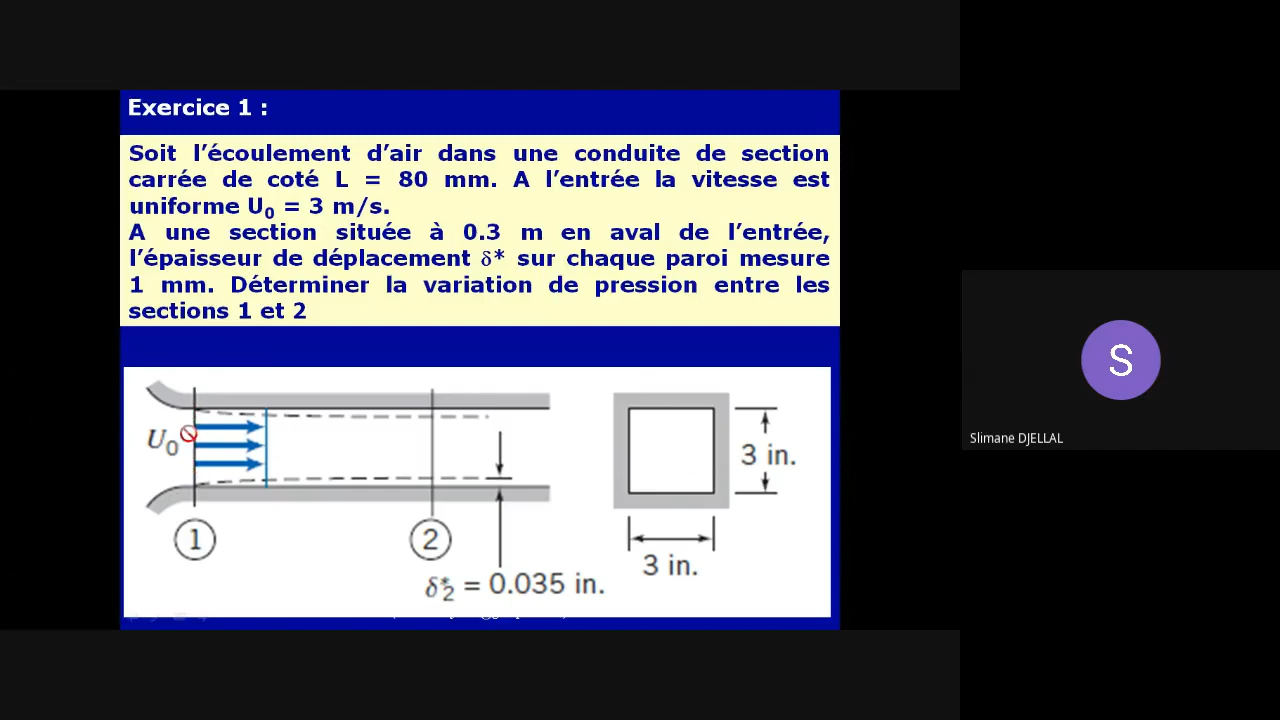 Exercice 1 :
Soit l'écoulement d'air dans une conduite de section
carrée de coté L = 80 mm. A l'entrée la vitesse est
uniforme U0 = 3 m/s.
A une section située à 0.3 m en aval de l'entrée,
l'épaisseur de déplacement δ* sur chaque paroi mesure
1 mm. Déterminer la variation de pression entre les
sections 1 et 2
U0
3 in.
1
2
3 in.
δ*2 = 0.035 in.
S
Slimane DJELLAL